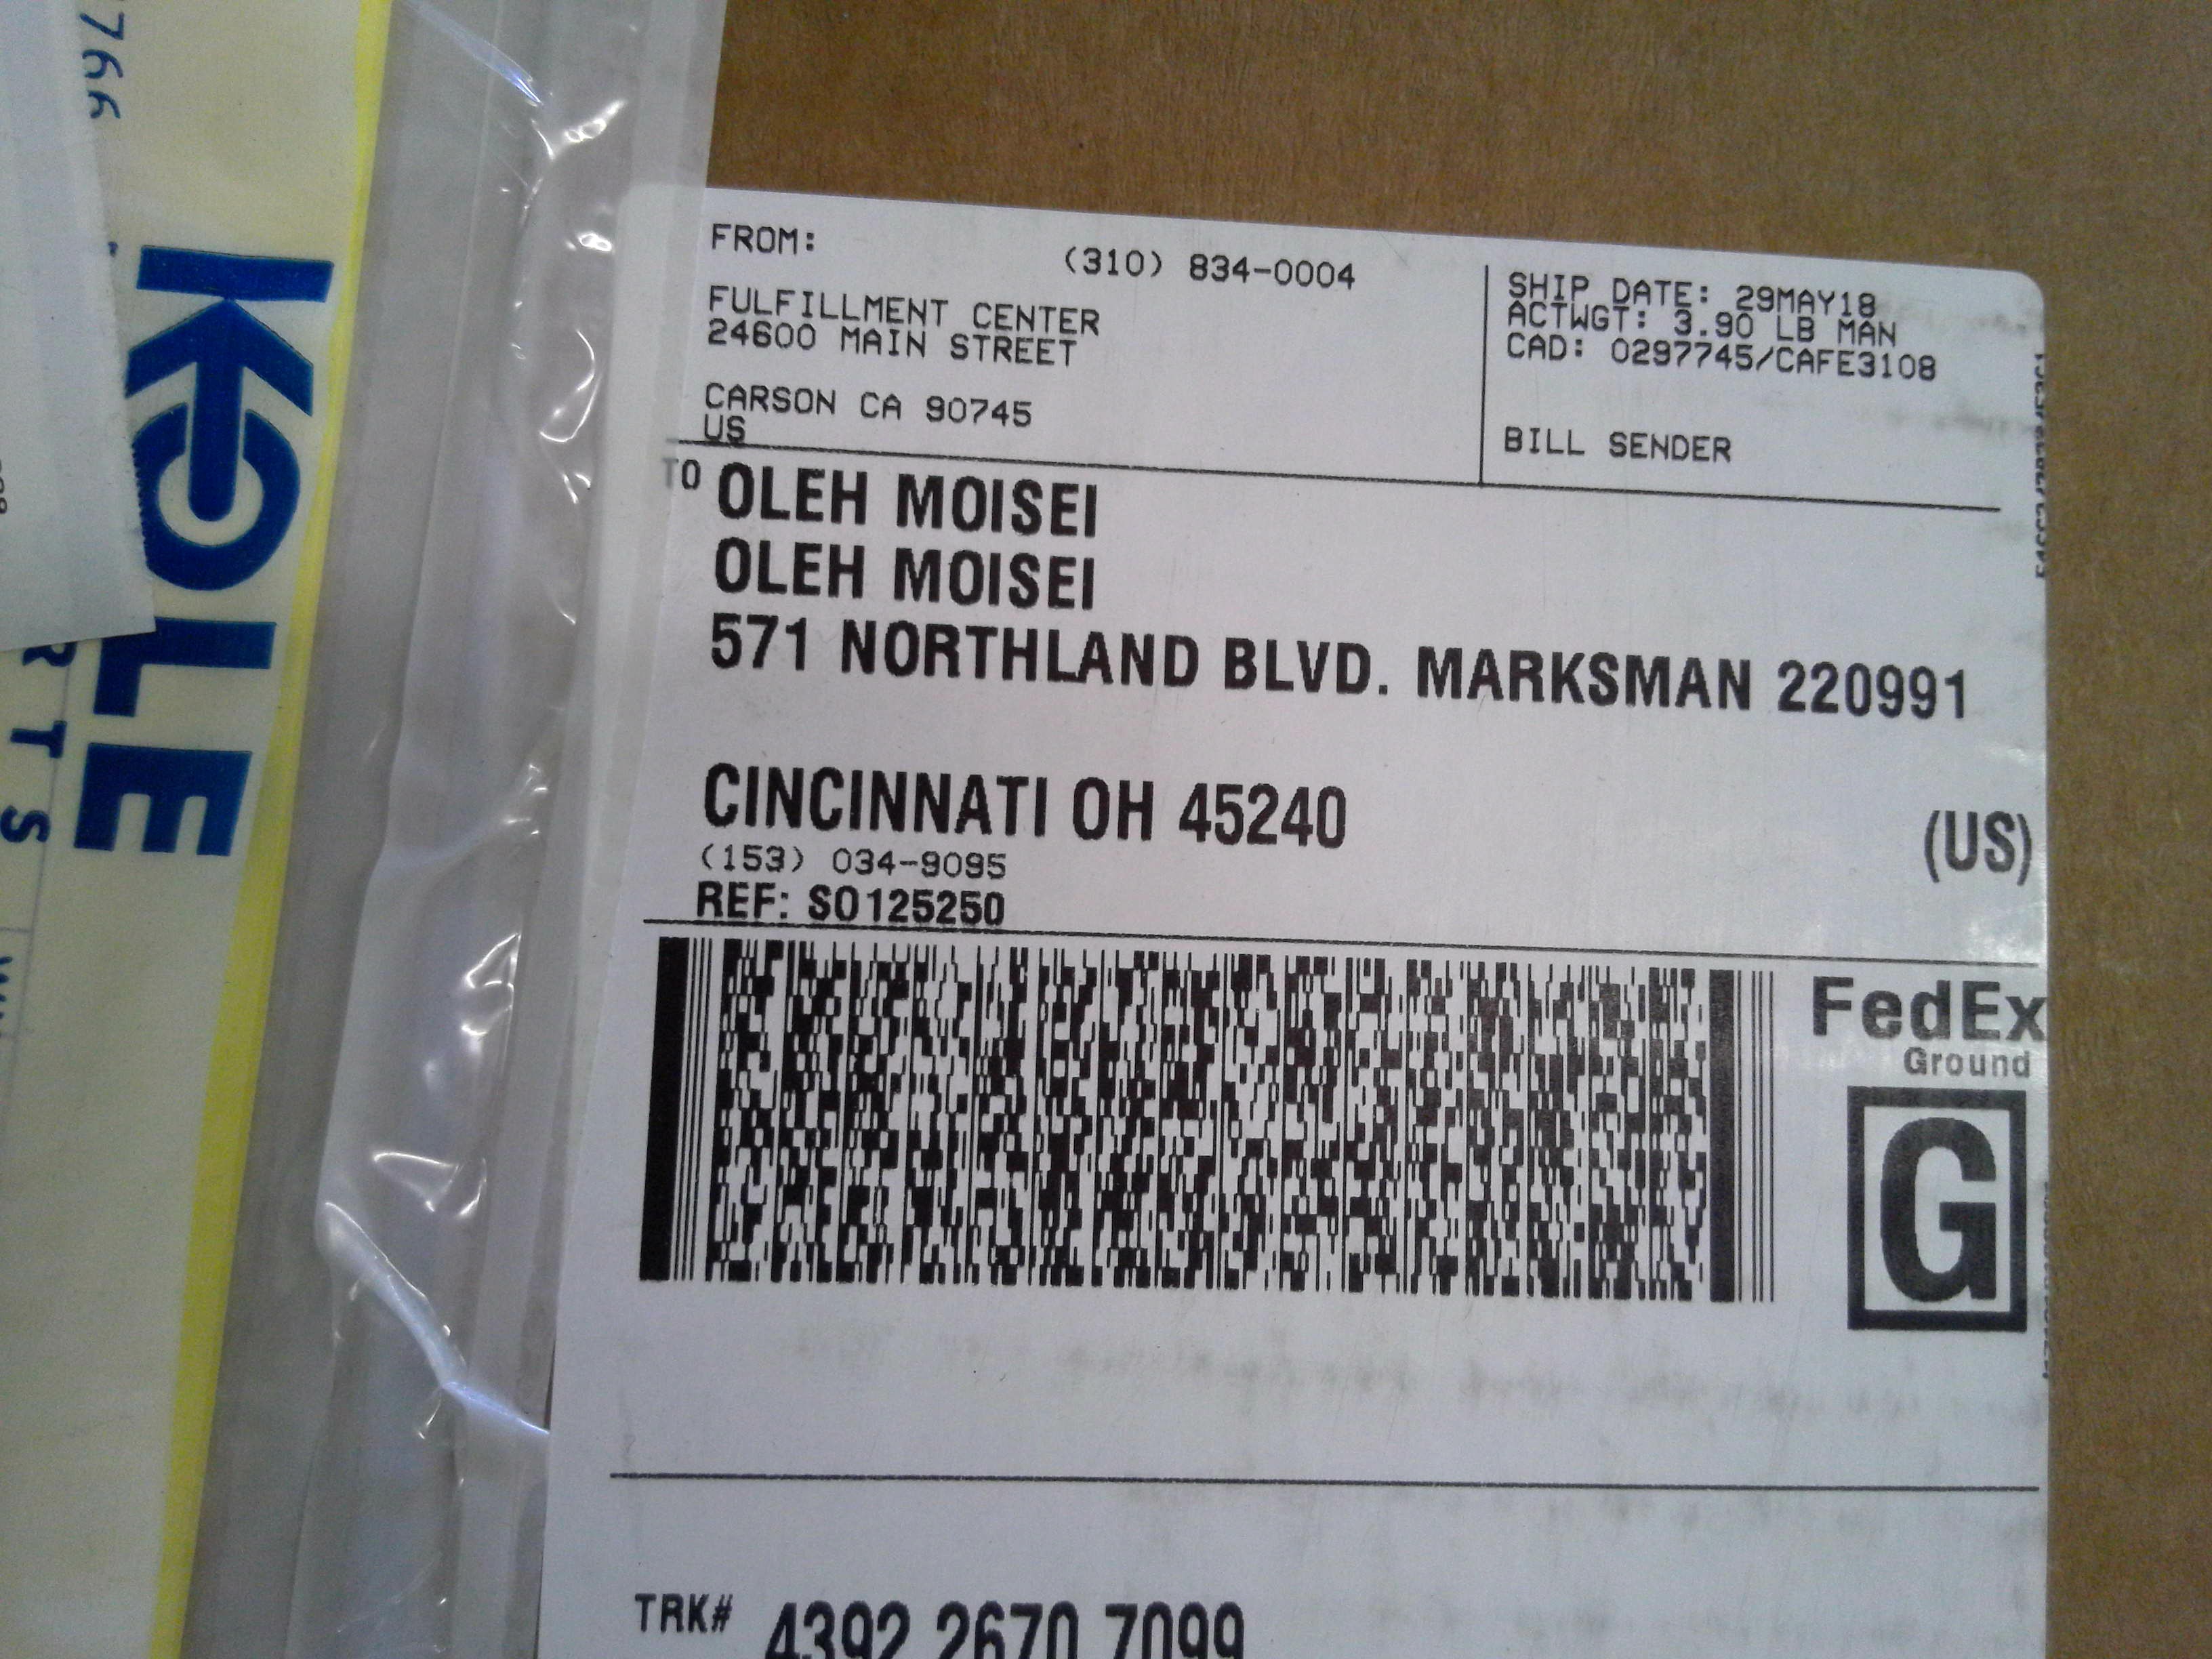 FROM:
(310) 834-0004
FULFILLMENT CENTER
24600 MAIN STREET
CARSON CA 90745
US
SHIP DATE: 29MAY18
ACTWGT: 3.90 LB MAN
CAD: 0297745/CAFE3108
BILL SENDER
TO OLEH MOISEI
OLEH MOISEI
571 NORTHLAND BLVD. MARKSMAN 220991
CINCINNATI OH 45240
(US)
(153) 034-9095
REF: SO125250
FedEx
Ground
G
TRK# 4392 2670 7099
KOLE